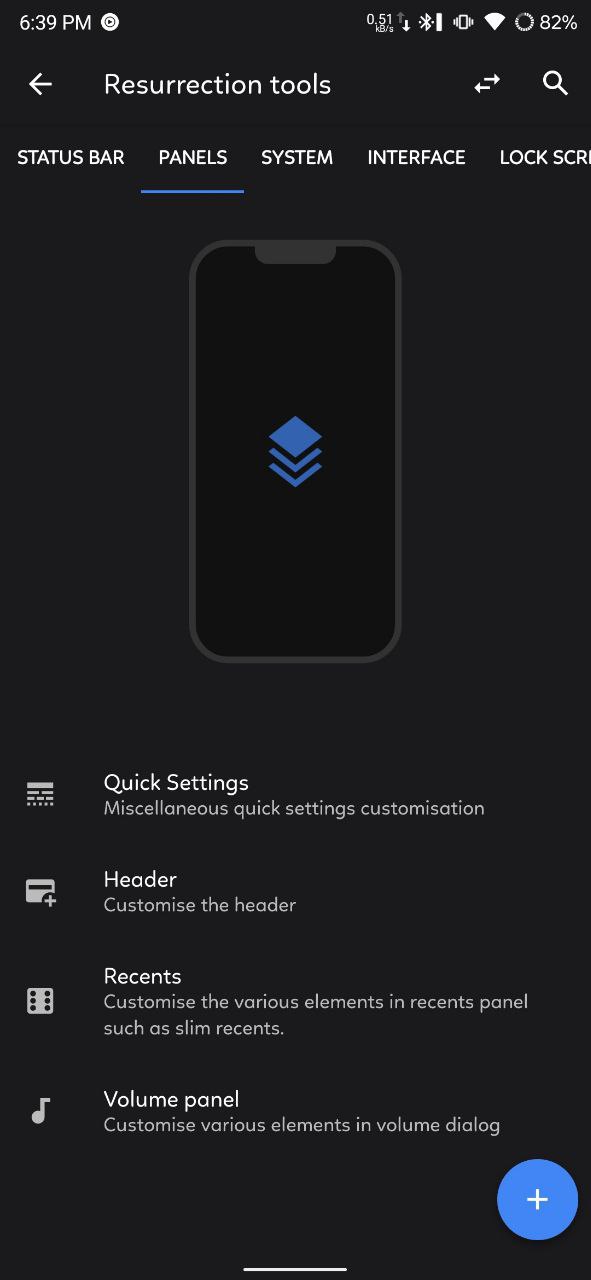 6:39 PM
0.51
kB/s
82%
Resurrection tools
STATUS BAR
PANELS
SYSTEM
INTERFACE
LOCK SCRE
Quick Settings
Miscellaneous quick settings customisation
Header
Customise the header
Recents
Customise the various elements in recents panel
such as slim recents.
Volume panel
Customise various elements in volume dialog